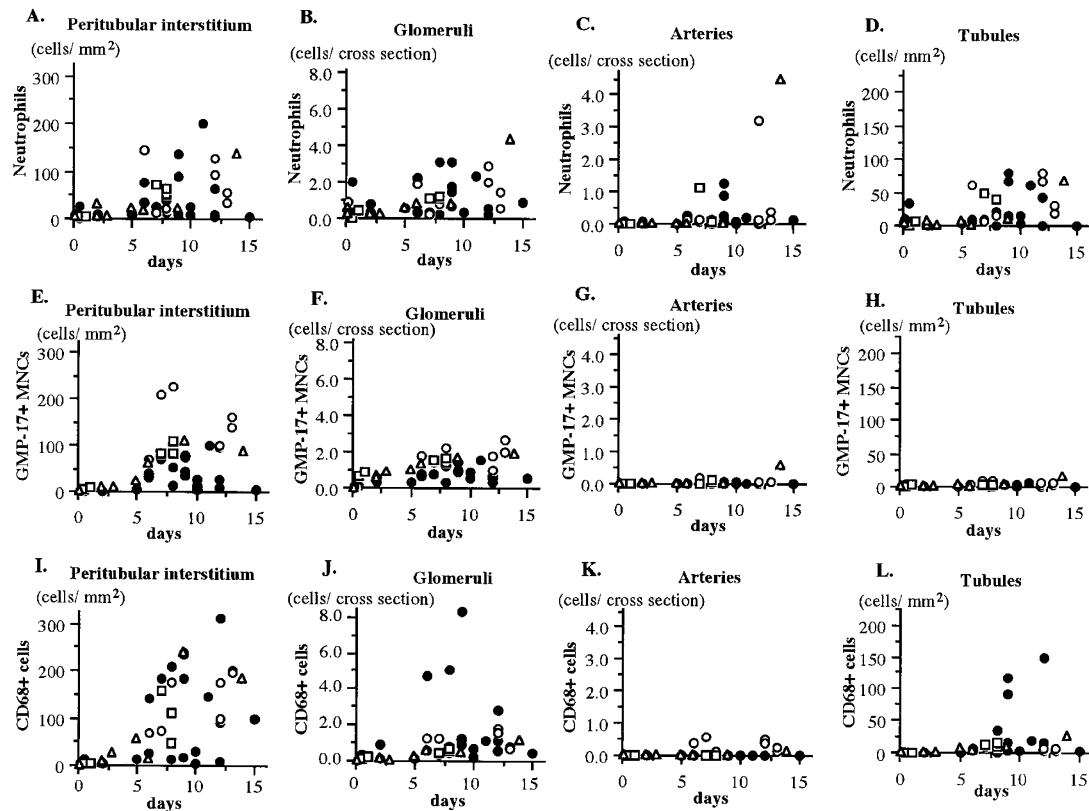 A. Peritubular interstitium
(cells/ mm2)
Neutrophils
300
200
100
0
0 5 10 15
days
B. Glomeruli
(cells/ cross section)
Neutrophils
8.0
6.0
4.0
2.0
0.0
0 5 10 15
days
C. Arteries
(cells/ cross section)
Neutrophils
4.0
3.0
2.0
1.0
0.0
0 5 10 15
days
D. Tubules
(cells/ mm2)
Neutrophils
200
150
100
50
0
0 5 10 15
days
E. Peritubular interstitium
(cells/ mm2)
GMP-17+ MNCs
300
200
100
0
0 5 10 15
days
F. Glomeruli
(cells/ cross section)
GMP-17+ MNCs
8.0
6.0
4.0
2.0
0.0
0 5 10 15
days
G. Arteries
(cells/ cross section)
GMP-17+ MNCs
4.0
3.0
2.0
1.0
0.0
0 5 10 15
days
H. Tubules
(cells/ mm2)
GMP-17+ MNCs
200
150
100
50
0
0 5 10 15
days
I. Peritubular interstitium
(cells/ mm2)
CD68+ cells
300
200
100
0
0 5 10 15
days
J. Glomeruli
(cells/ cross section)
CD68+ cells
8.0
6.0
4.0
2.0
0.0
0 5 10 15
days
K. Arteries
(cells/ cross section)
CD68+ cells
4.0
3.0
2.0
1.0
0.0
0 5 10 15
days
L. Tubules
(cells/ mm2)
CD68+ cells
200
150
100
50
0
0 5 10 15
days